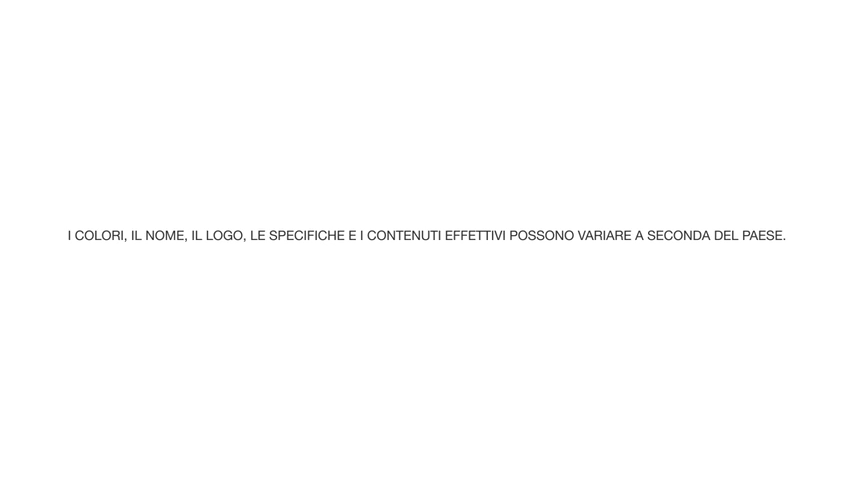 I COLORI, IL NOME, IL LOGO, LE SPECIFICHE E I CONTENUTI EFFETTIVI POSSONO VARIARE A SECONDA DEL PAESE.